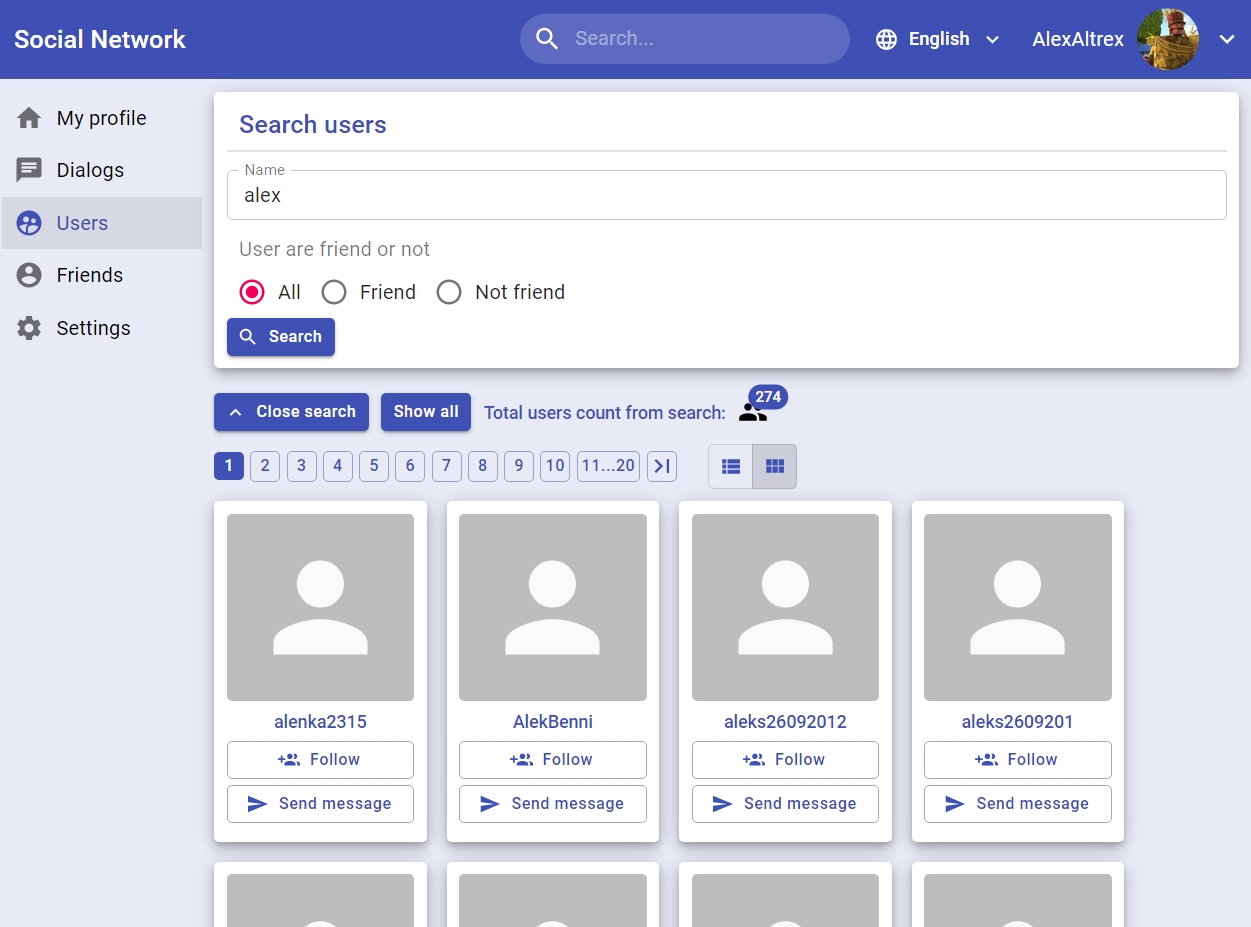 Social Network
Search...
English
AlexAltrex
My profile
Dialogs
Users
Friends
Settings
Search users
Name
alex
User are friend or not
All Friend Not friend
Search
Close search Show all Total users count from search: 274
1 2 3 4 5 6 7 8 9 10 11...20
alenka2315 AlekBenni aleks26092012 aleks2609201
Follow Follow Follow Follow
Send message Send message Send message Send message